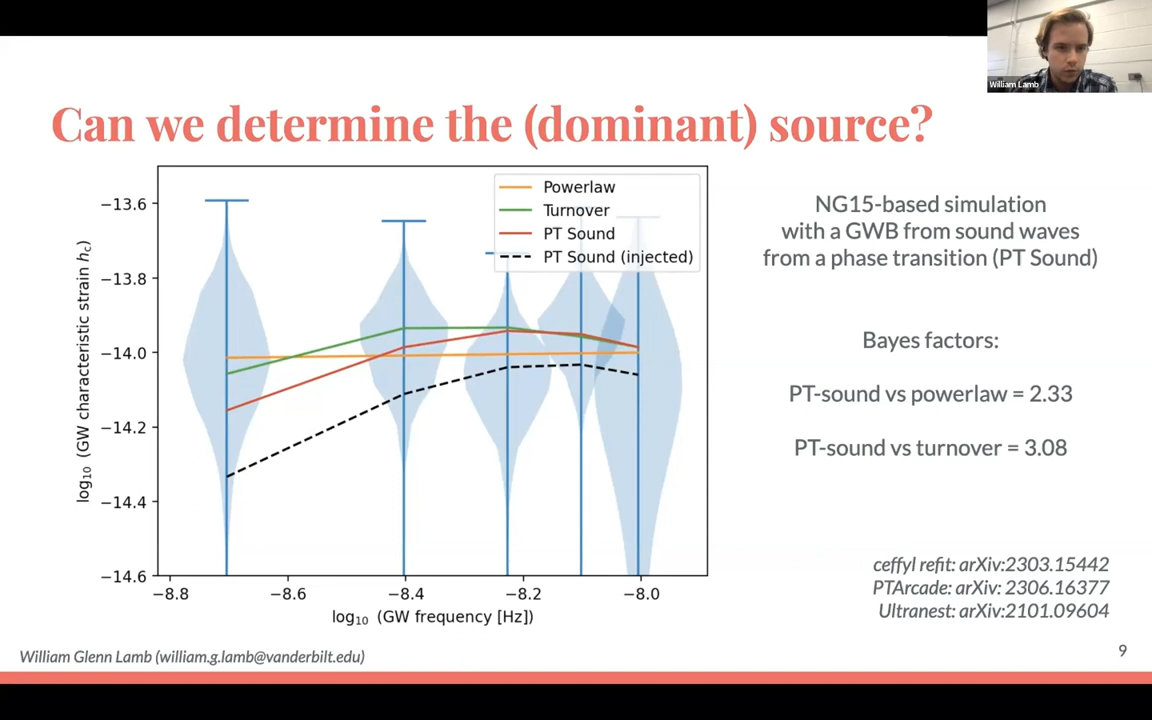 William Lamb
Can we determine the (dominant) source?
Powerlaw
Turnover
PT Sound
PT Sound (injected)
−13.6
−13.8
−14.0
−14.2
−14.4
−14.6
log₁₀ (GW characteristic strain h_c)
−8.8 −8.6 −8.4 −8.2 −8.0
log₁₀ (GW frequency [Hz])
NG15-based simulation
with a GWB from sound waves
from a phase transition (PT Sound)
Bayes factors:
PT-sound vs powerlaw = 2.33
PT-sound vs turnover = 3.08
ceffyl refit: arXiv:2303.15442
PTArcade: arXiv: 2306.16377
Ultranest: arXiv:2101.09604
William Glenn Lamb (william.g.lamb@vanderbilt.edu)
9